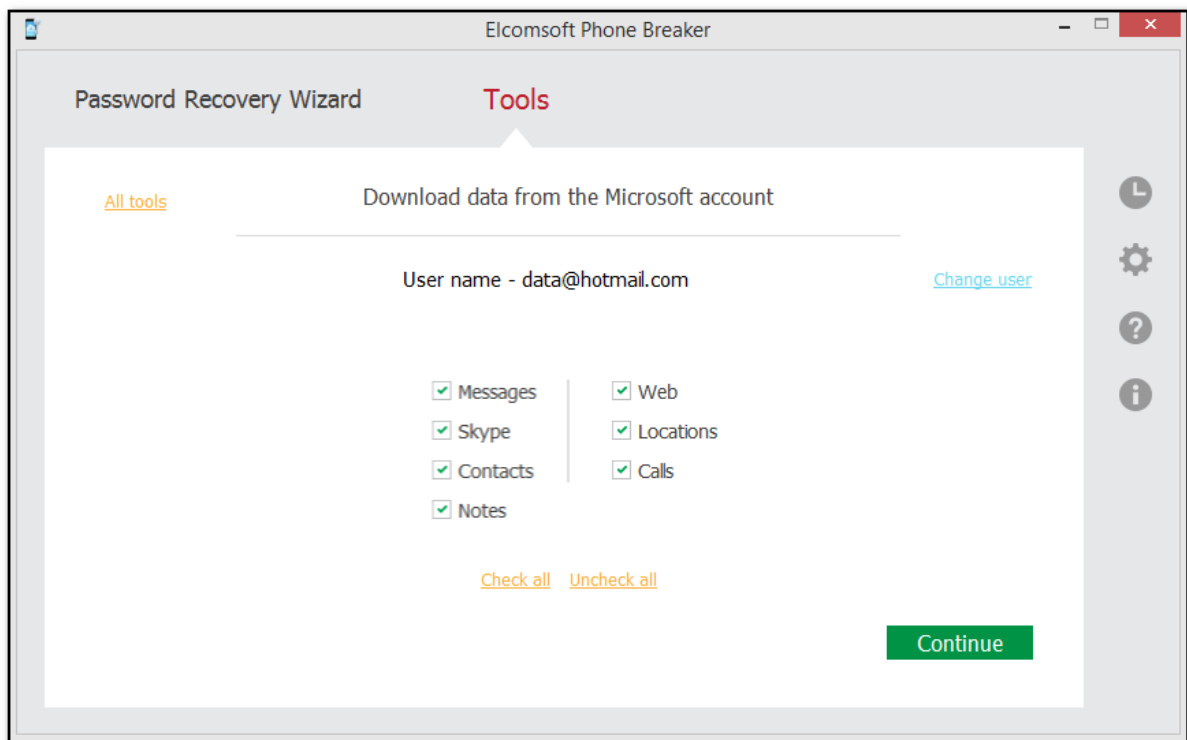 Elcomsoft Phone Breaker
Password Recovery Wizard Tools
All tools
Download data from the Microsoft account
User name - data@hotmail.com
Change user
Messages
Skype
Contacts
Notes
Web
Locations
Calls
Check all Uncheck all
Continue